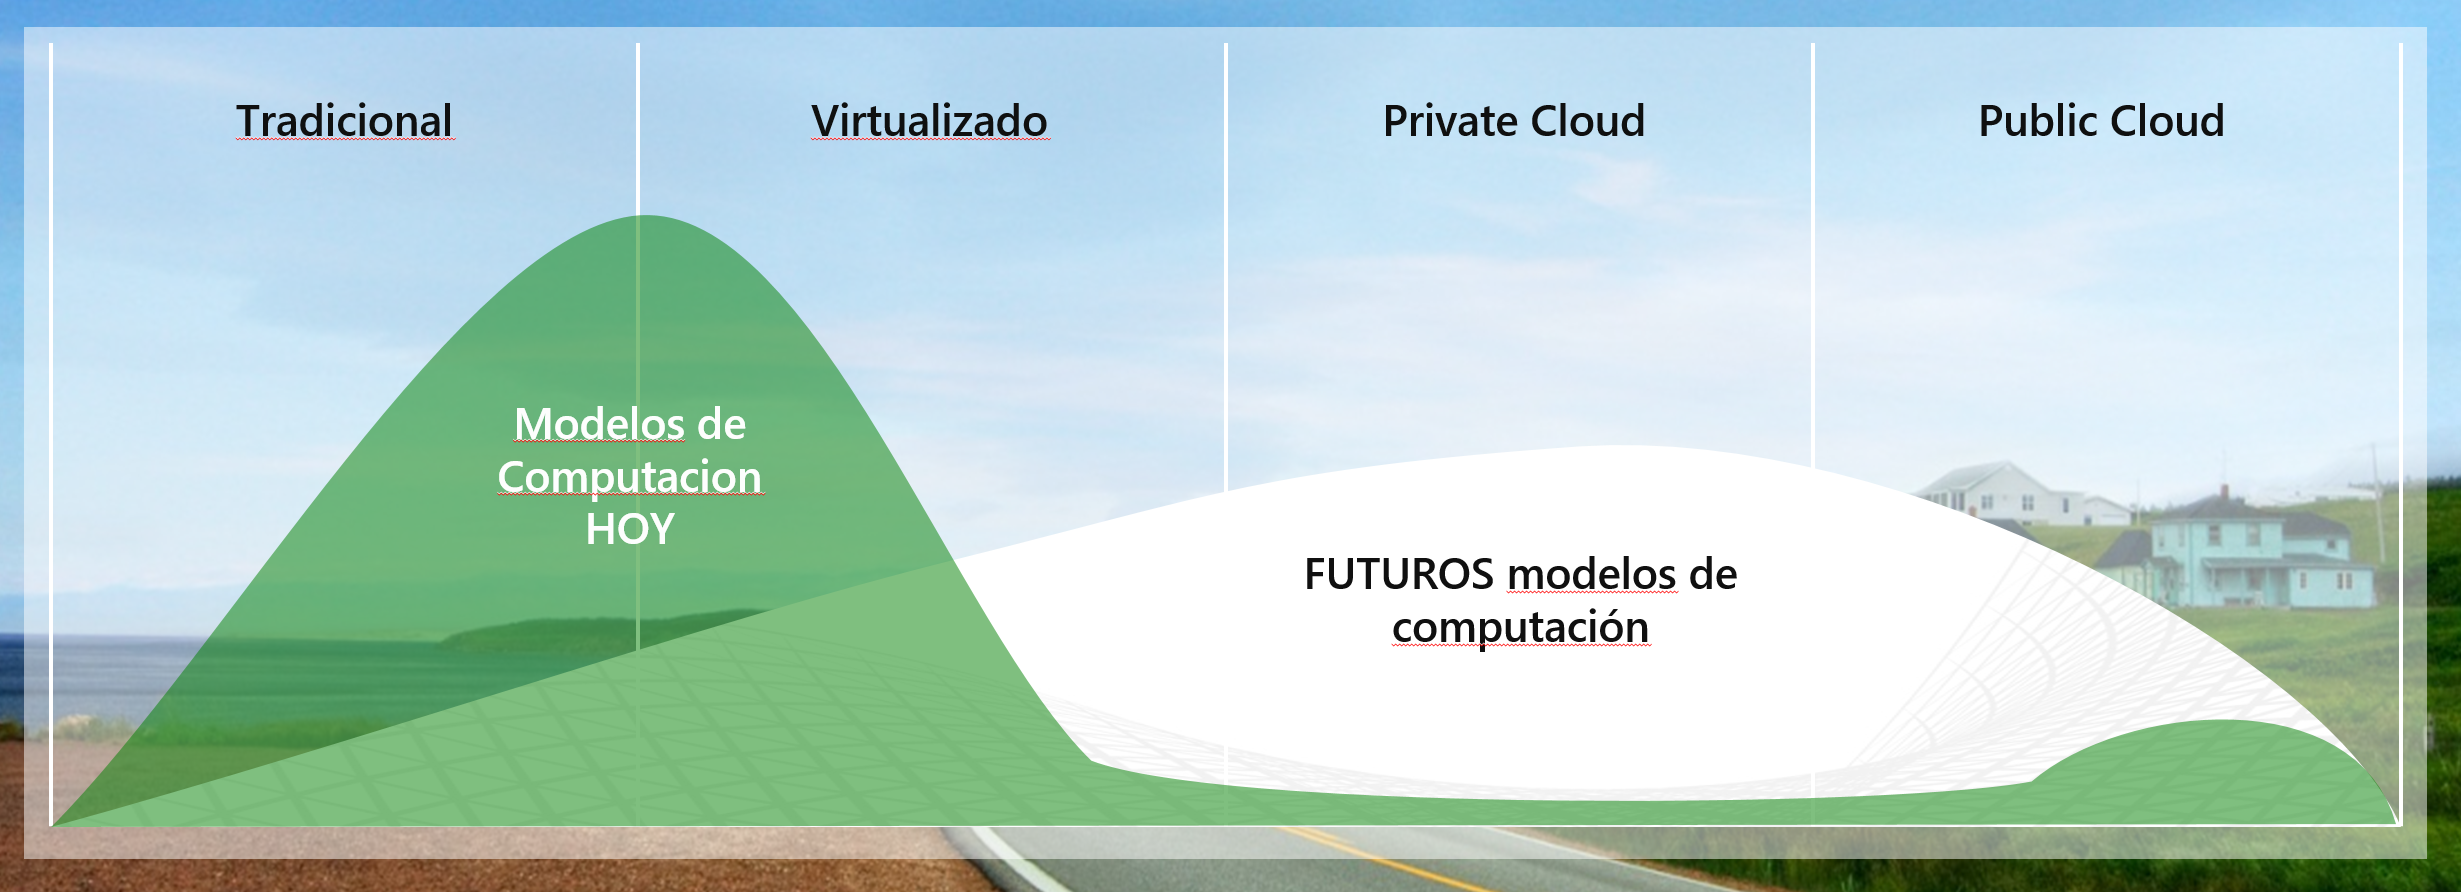 Tradicional
Virtualizado
Private Cloud
Public Cloud
Modelos de
Computacion
HOY
FUTUROS modelos de
computación